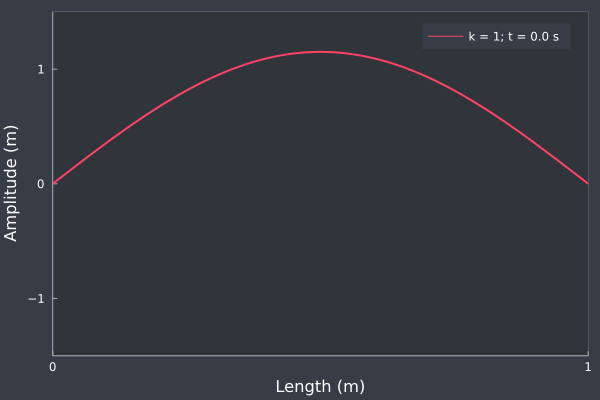 k = 1; t = 0.0 s
1
0
−1
Amplitude (m)
0
1
Length (m)